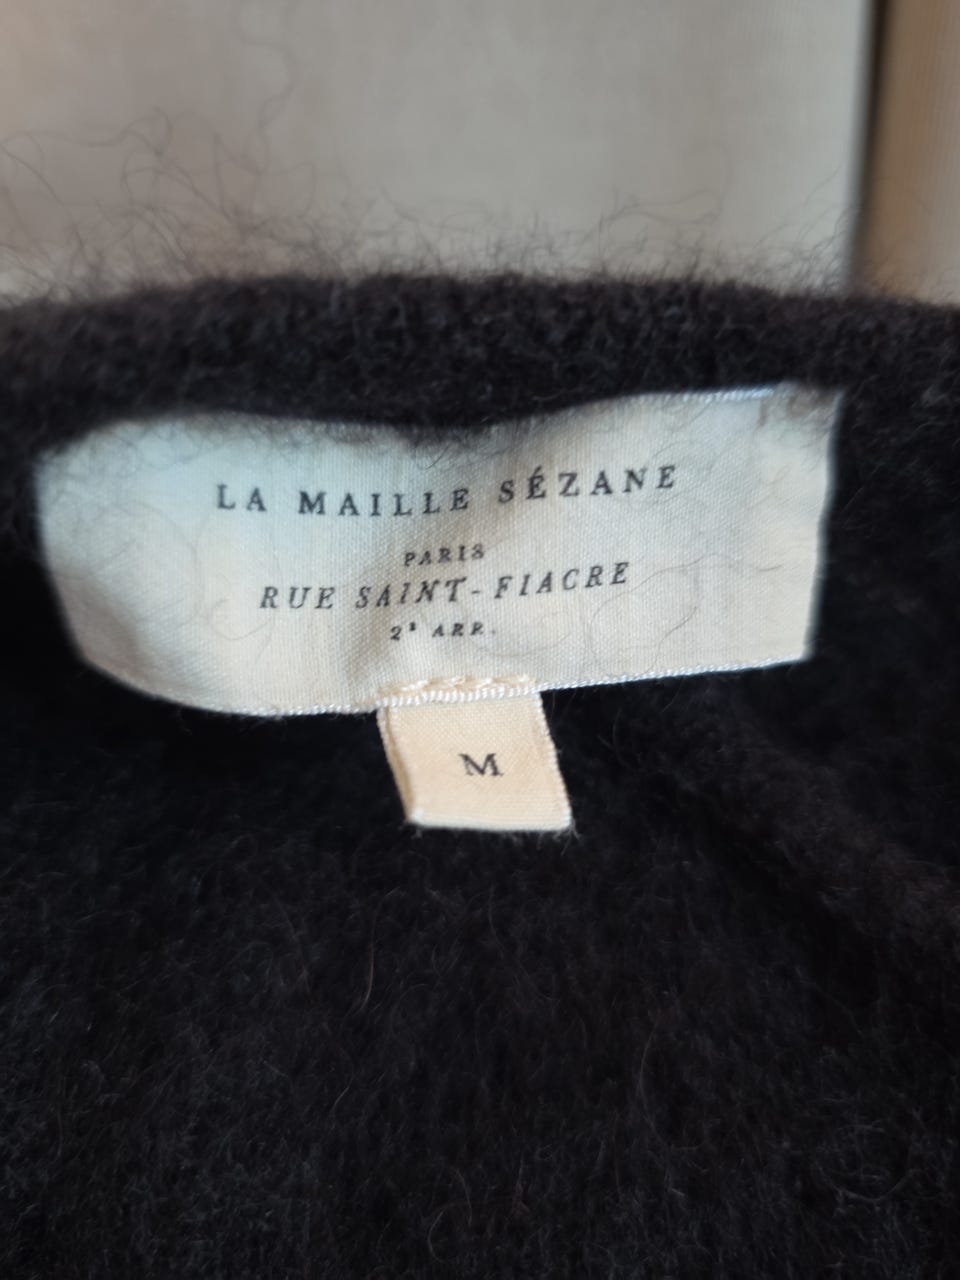 LA MAILLE SÉZANE
PARIS
RUE SAINT-FIACRE
2E ARR.
M